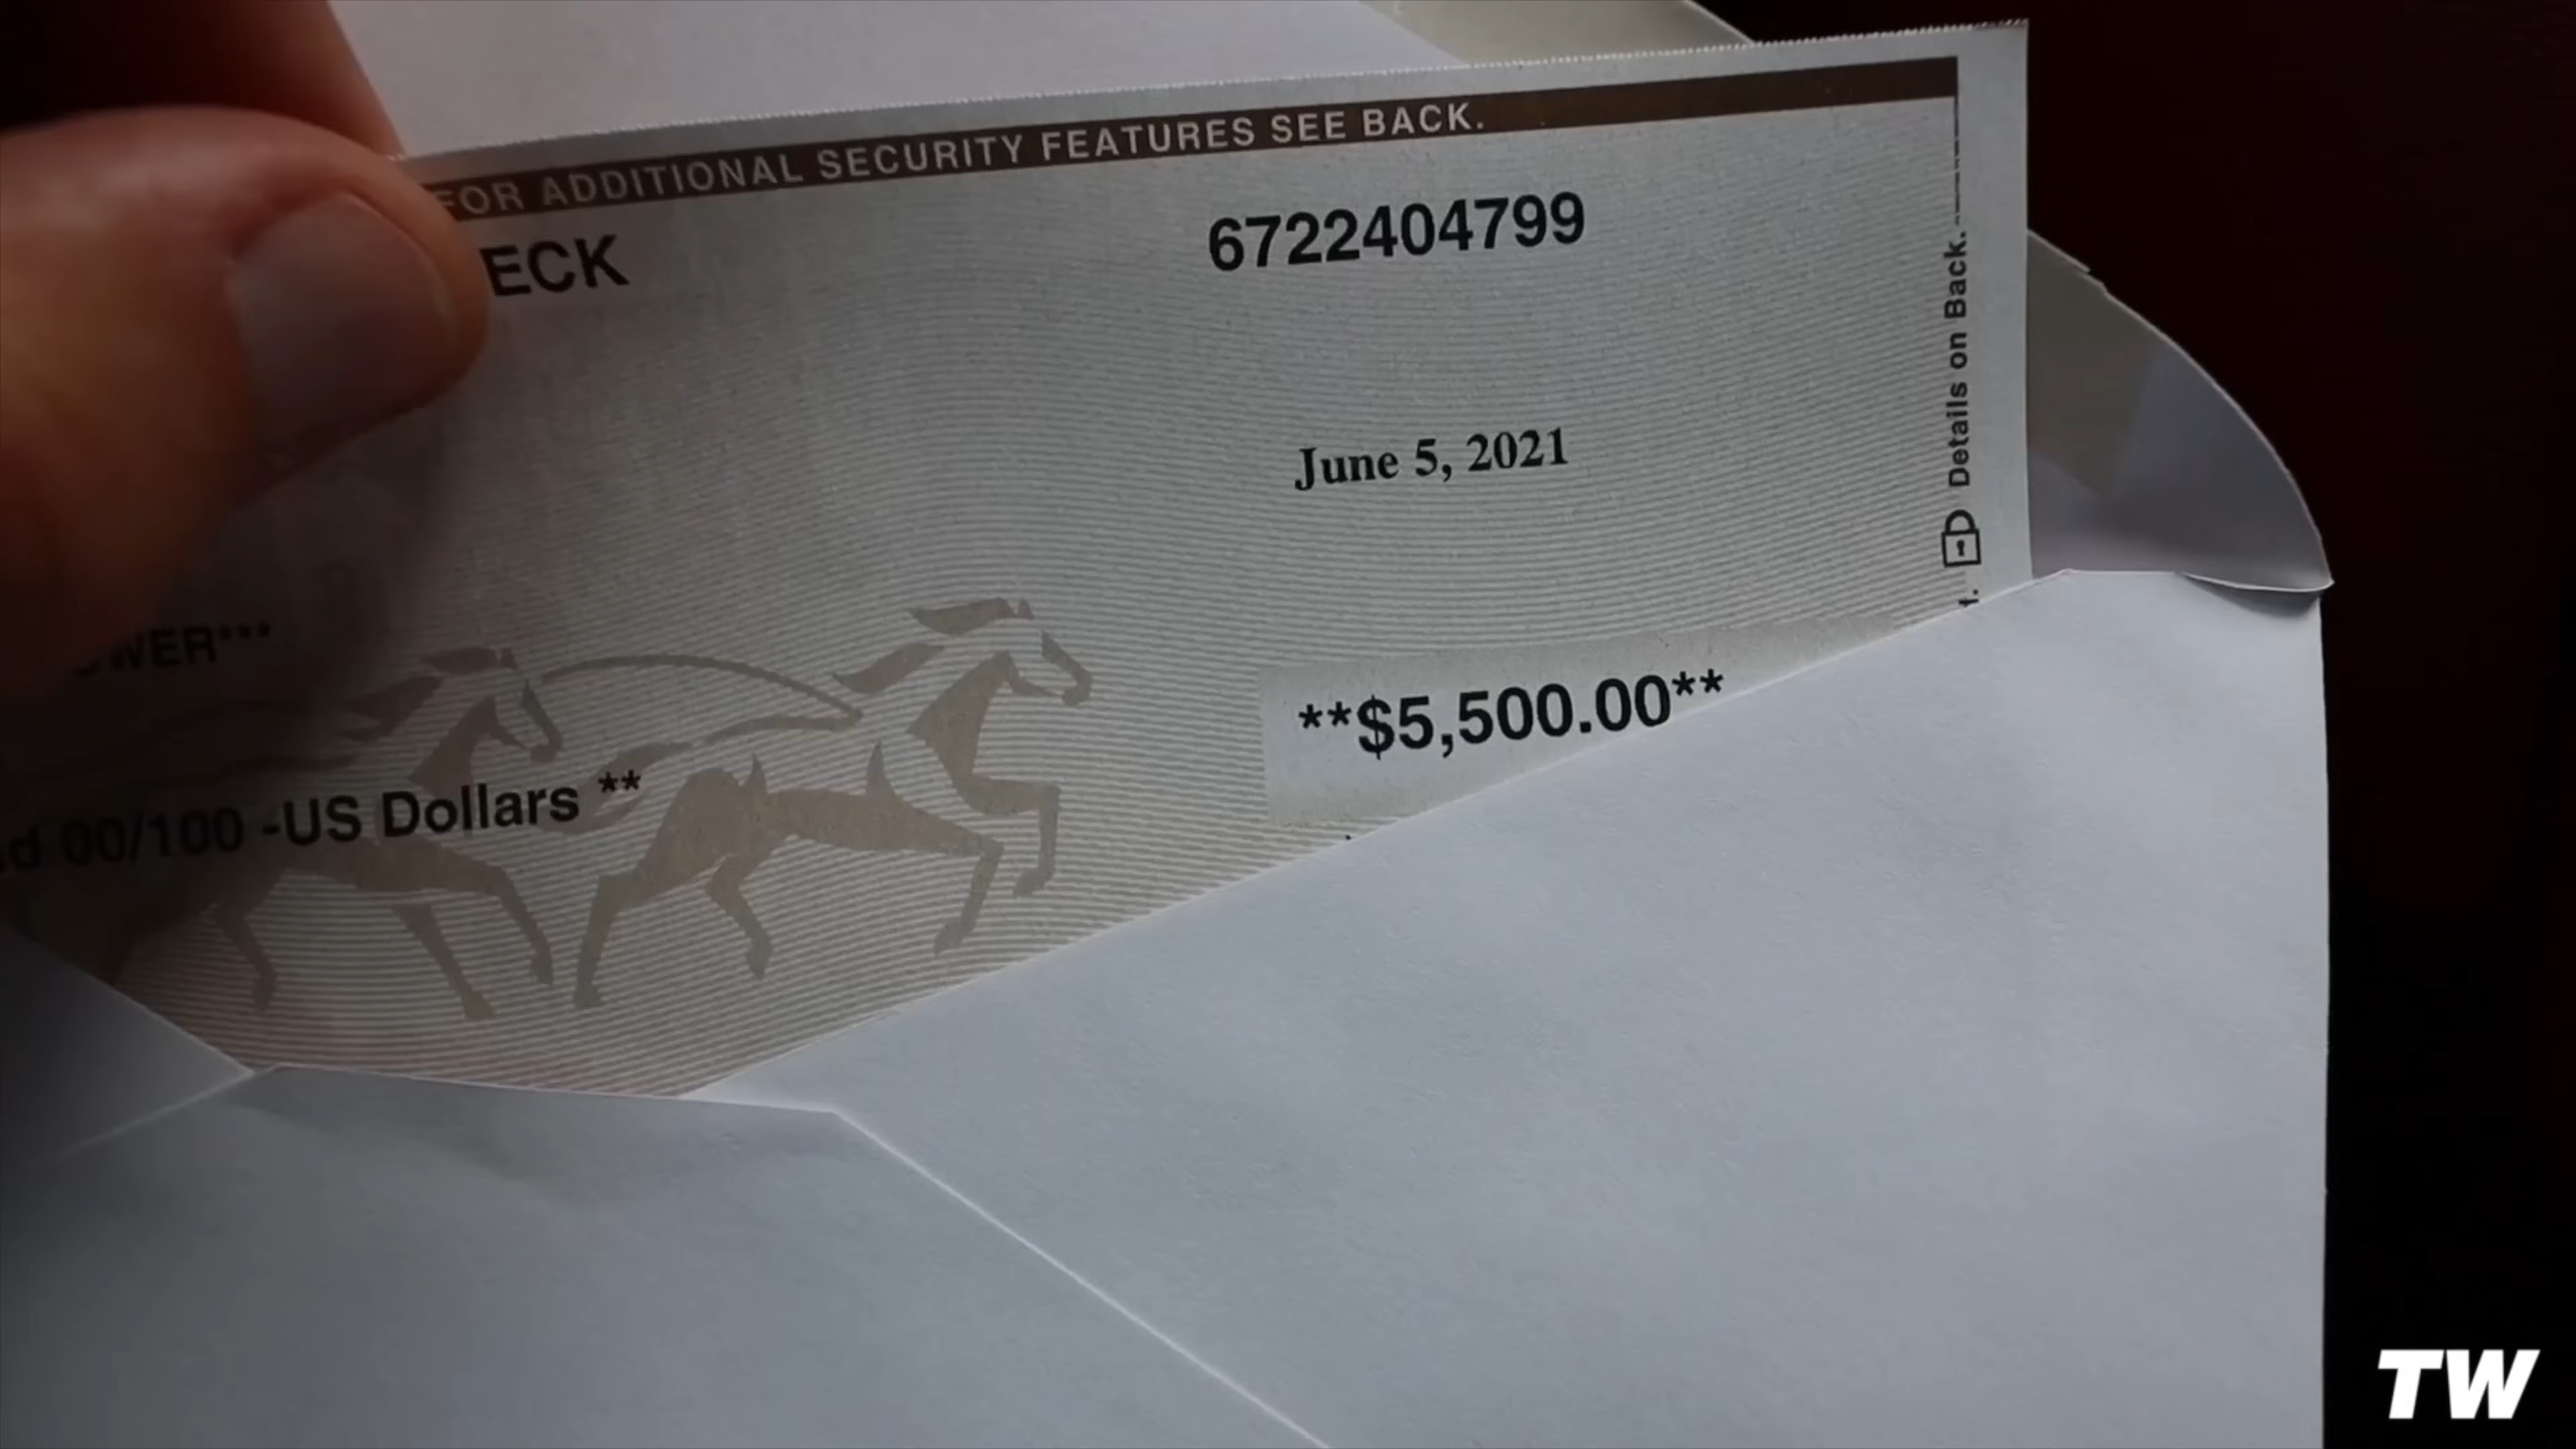 FOR ADDITIONAL SECURITY FEATURES SEE BACK.
ECK
6722404799
Details on Back.
June 5, 2021
WER***
**$5,500.00**
d 00/100 -US Dollars **
TW